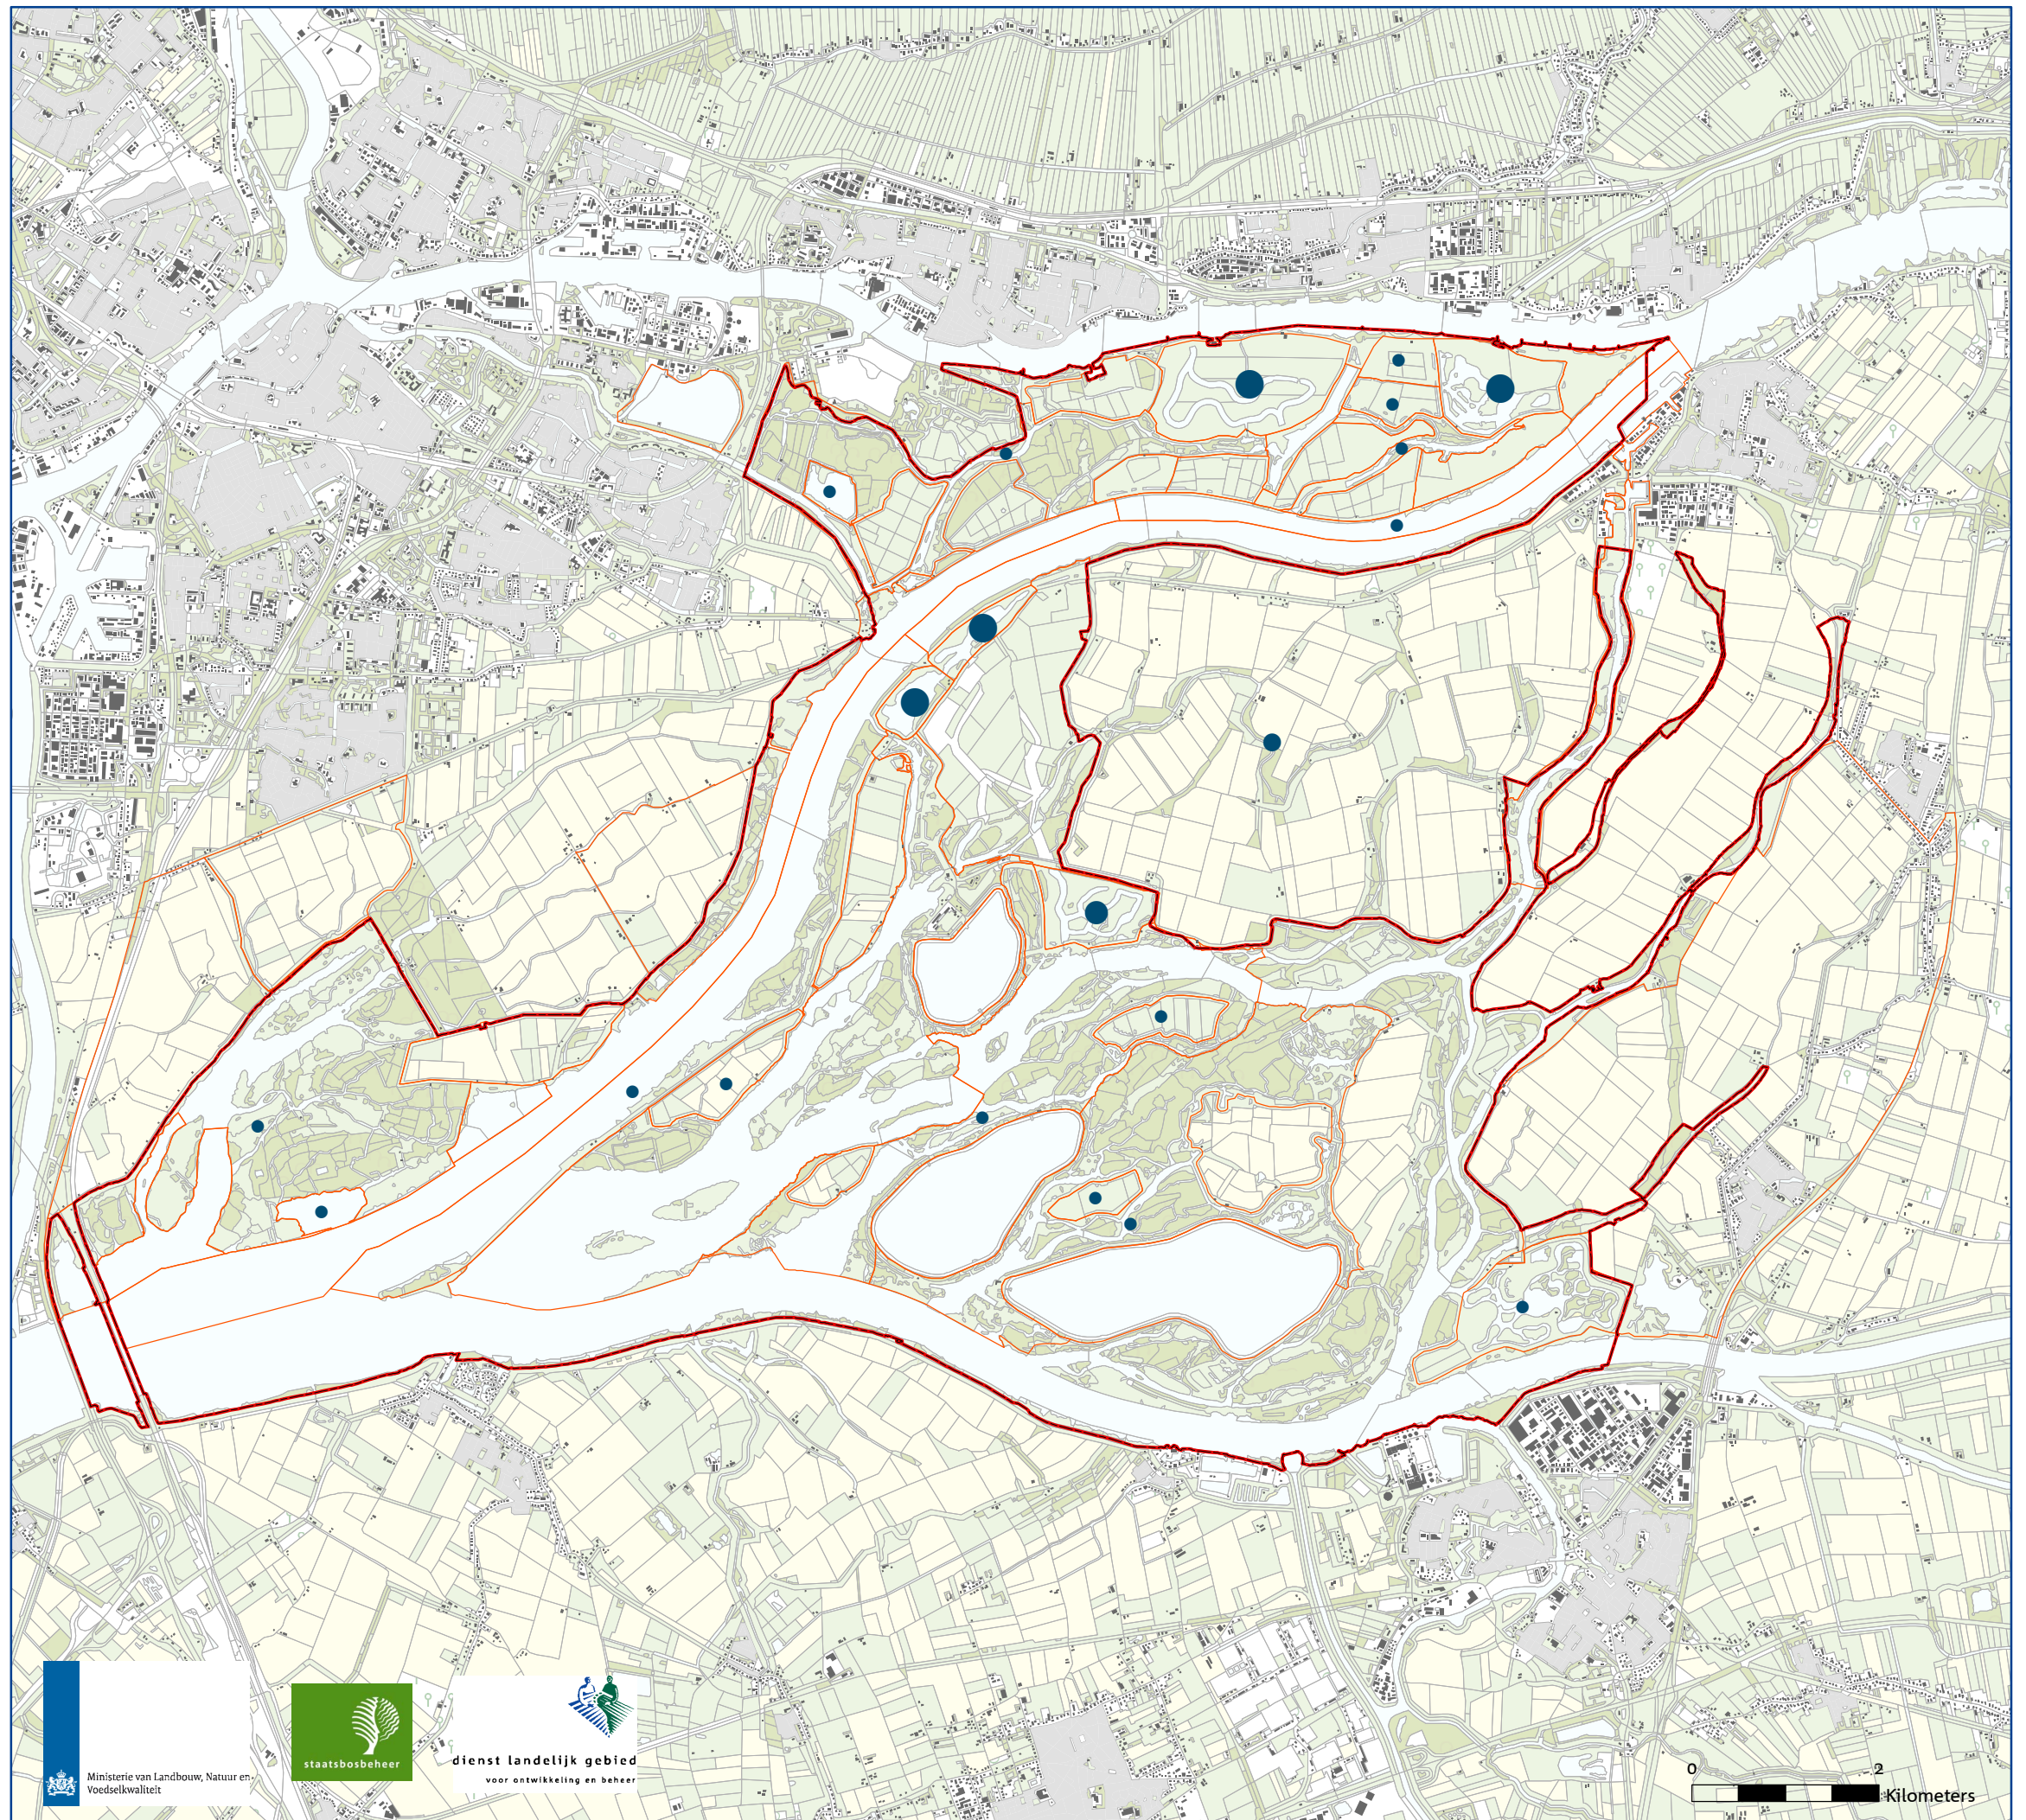 Ministerie van Landbouw, Natuur en
Voedselkwaliteit
staatsbosbeheer
dienst landelijk gebied
voor ontwikkeling en beheer
0 2
Kilometers